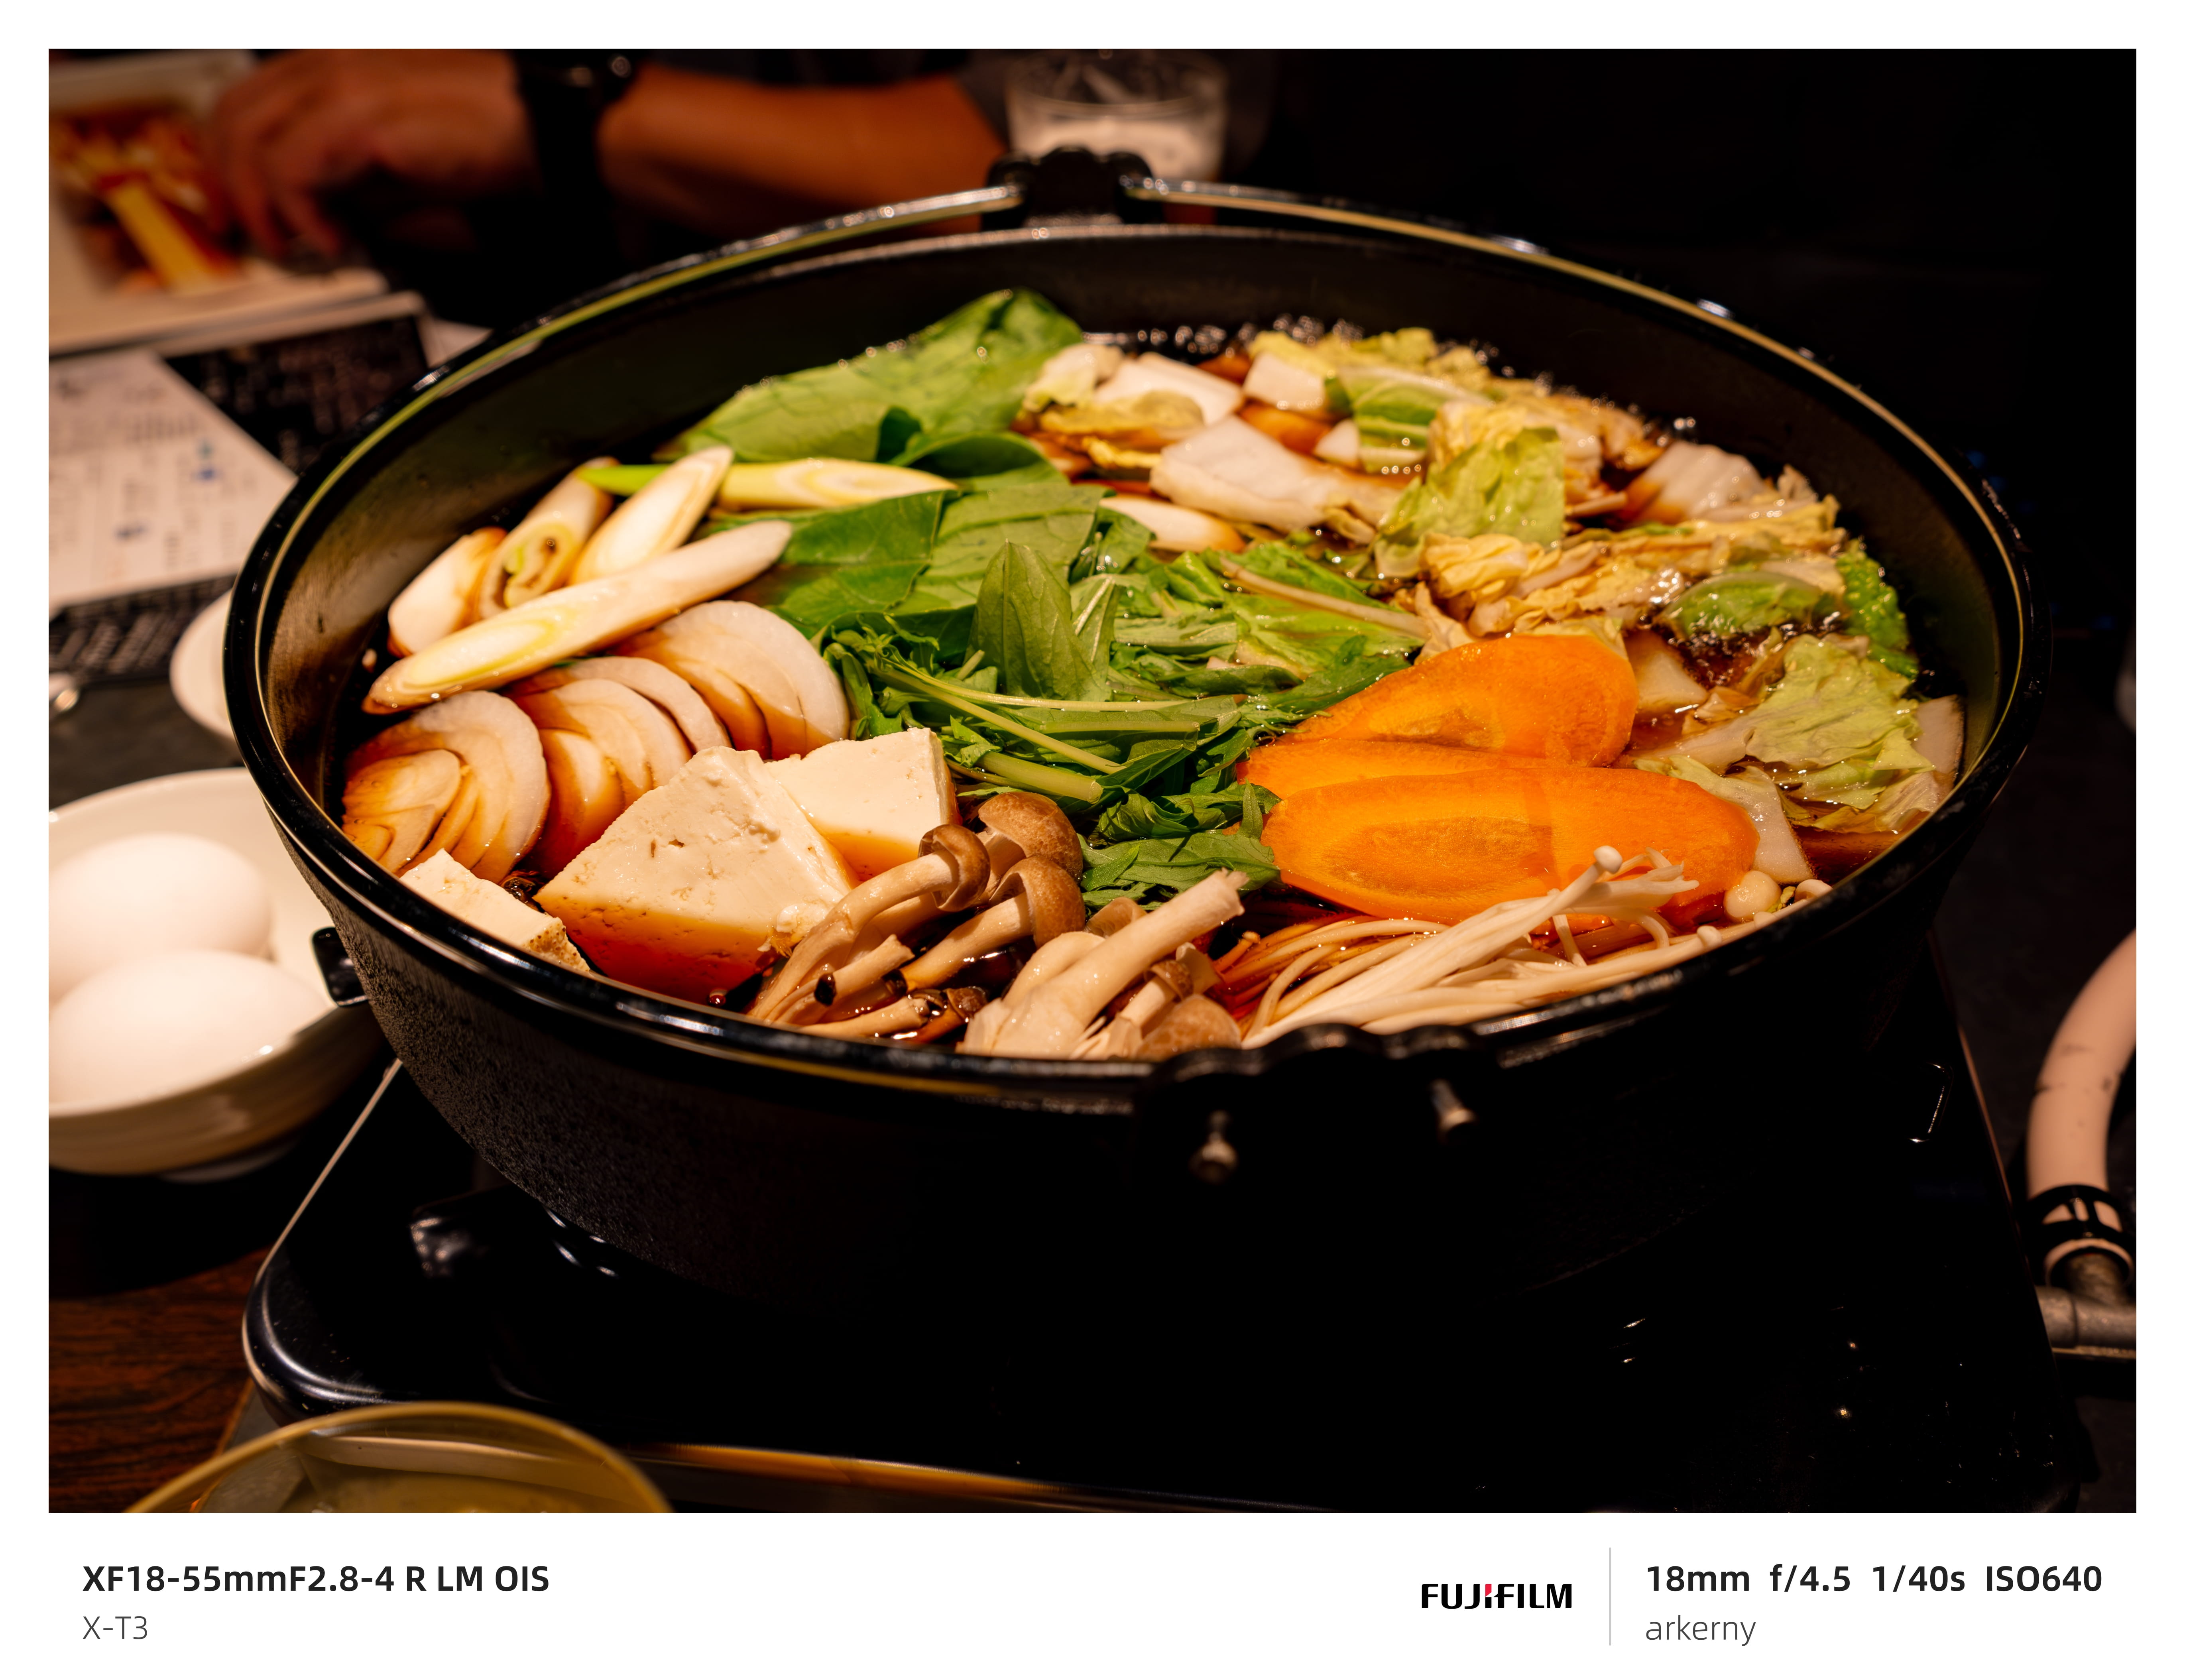 XF18-55mmF2.8-4 R LM OIS
X-T3
FUJIFILM
18mm f/4.5 1/40s ISO640
arkerny